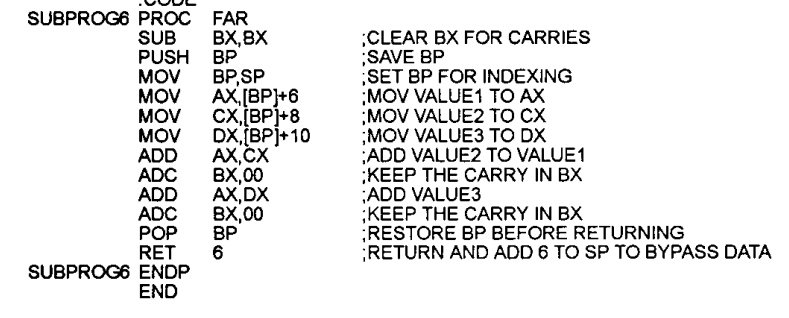 .CODE
SUBPROG6 PROC FAR
SUB BX,BX ;CLEAR BX FOR CARRIES
PUSH BP ;SAVE BP
MOV BP,SP ;SET BP FOR INDEXING
MOV AX,[BP]+6 ;MOV VALUE1 TO AX
MOV CX,[BP]+8 ;MOV VALUE2 TO CX
MOV DX,[BP]+10 ;MOV VALUE3 TO DX
ADD AX,CX ;ADD VALUE2 TO VALUE1
ADC BX,00 ;KEEP THE CARRY IN BX
ADD AX,DX ;ADD VALUE3
ADC BX,00 ;KEEP THE CARRY IN BX
POP BP ;RESTORE BP BEFORE RETURNING
RET 6 ;RETURN AND ADD 6 TO SP TO BYPASS DATA
SUBPROG6 ENDP
END